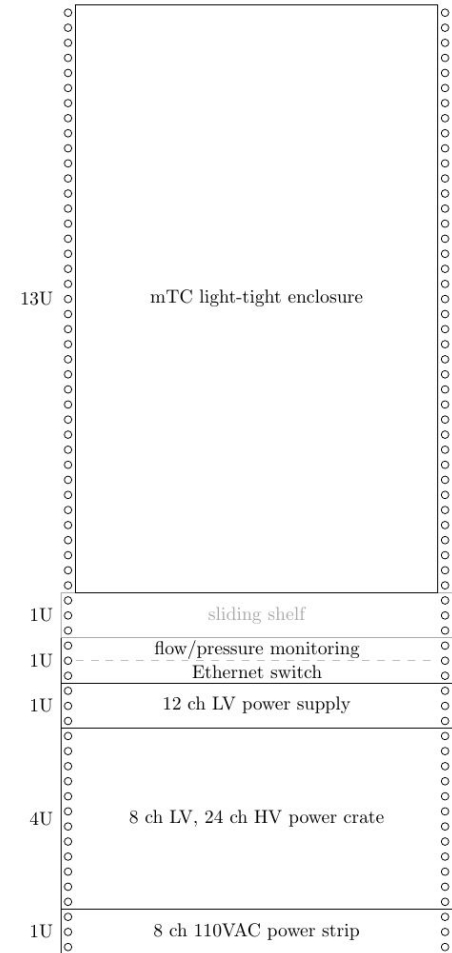 13U mTC light-tight enclosure
1U sliding shelf
1U flow/pressure monitoring
Ethernet switch
1U 12 ch LV power supply
4U 8 ch LV, 24 ch HV power crate
1U 8 ch 110VAC power strip